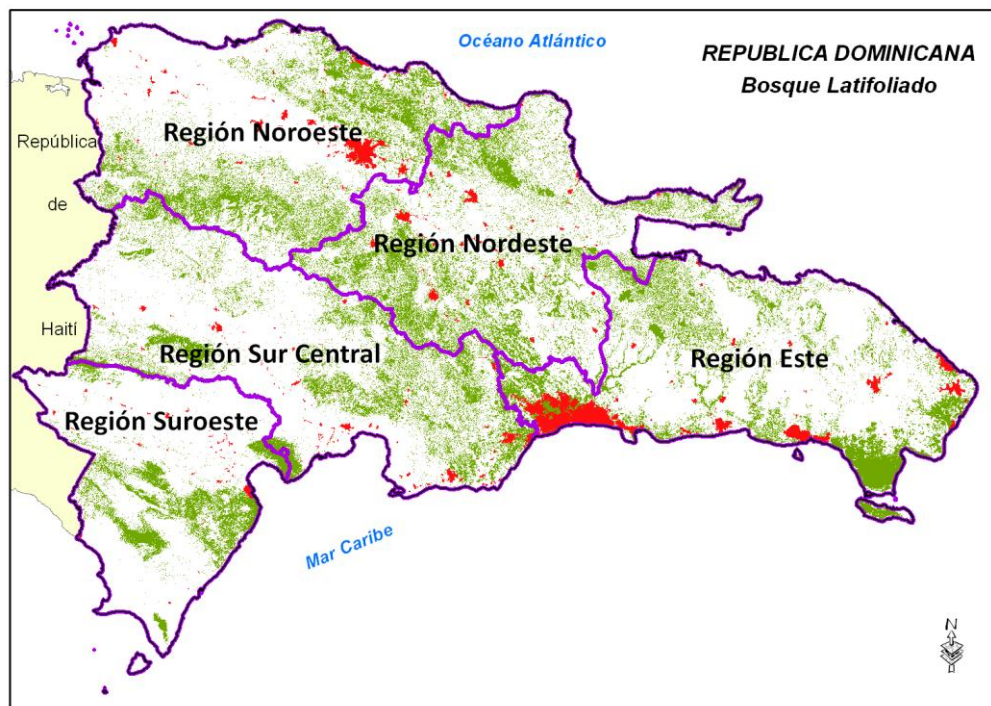 Océano Atlántico
REPUBLICA DOMINICANA
Bosque Latifoliado
República
de
Haití
Región Noroeste
Región Nordeste
Región Sur Central
Región Este
Región Suroeste
Mar Caribe
N